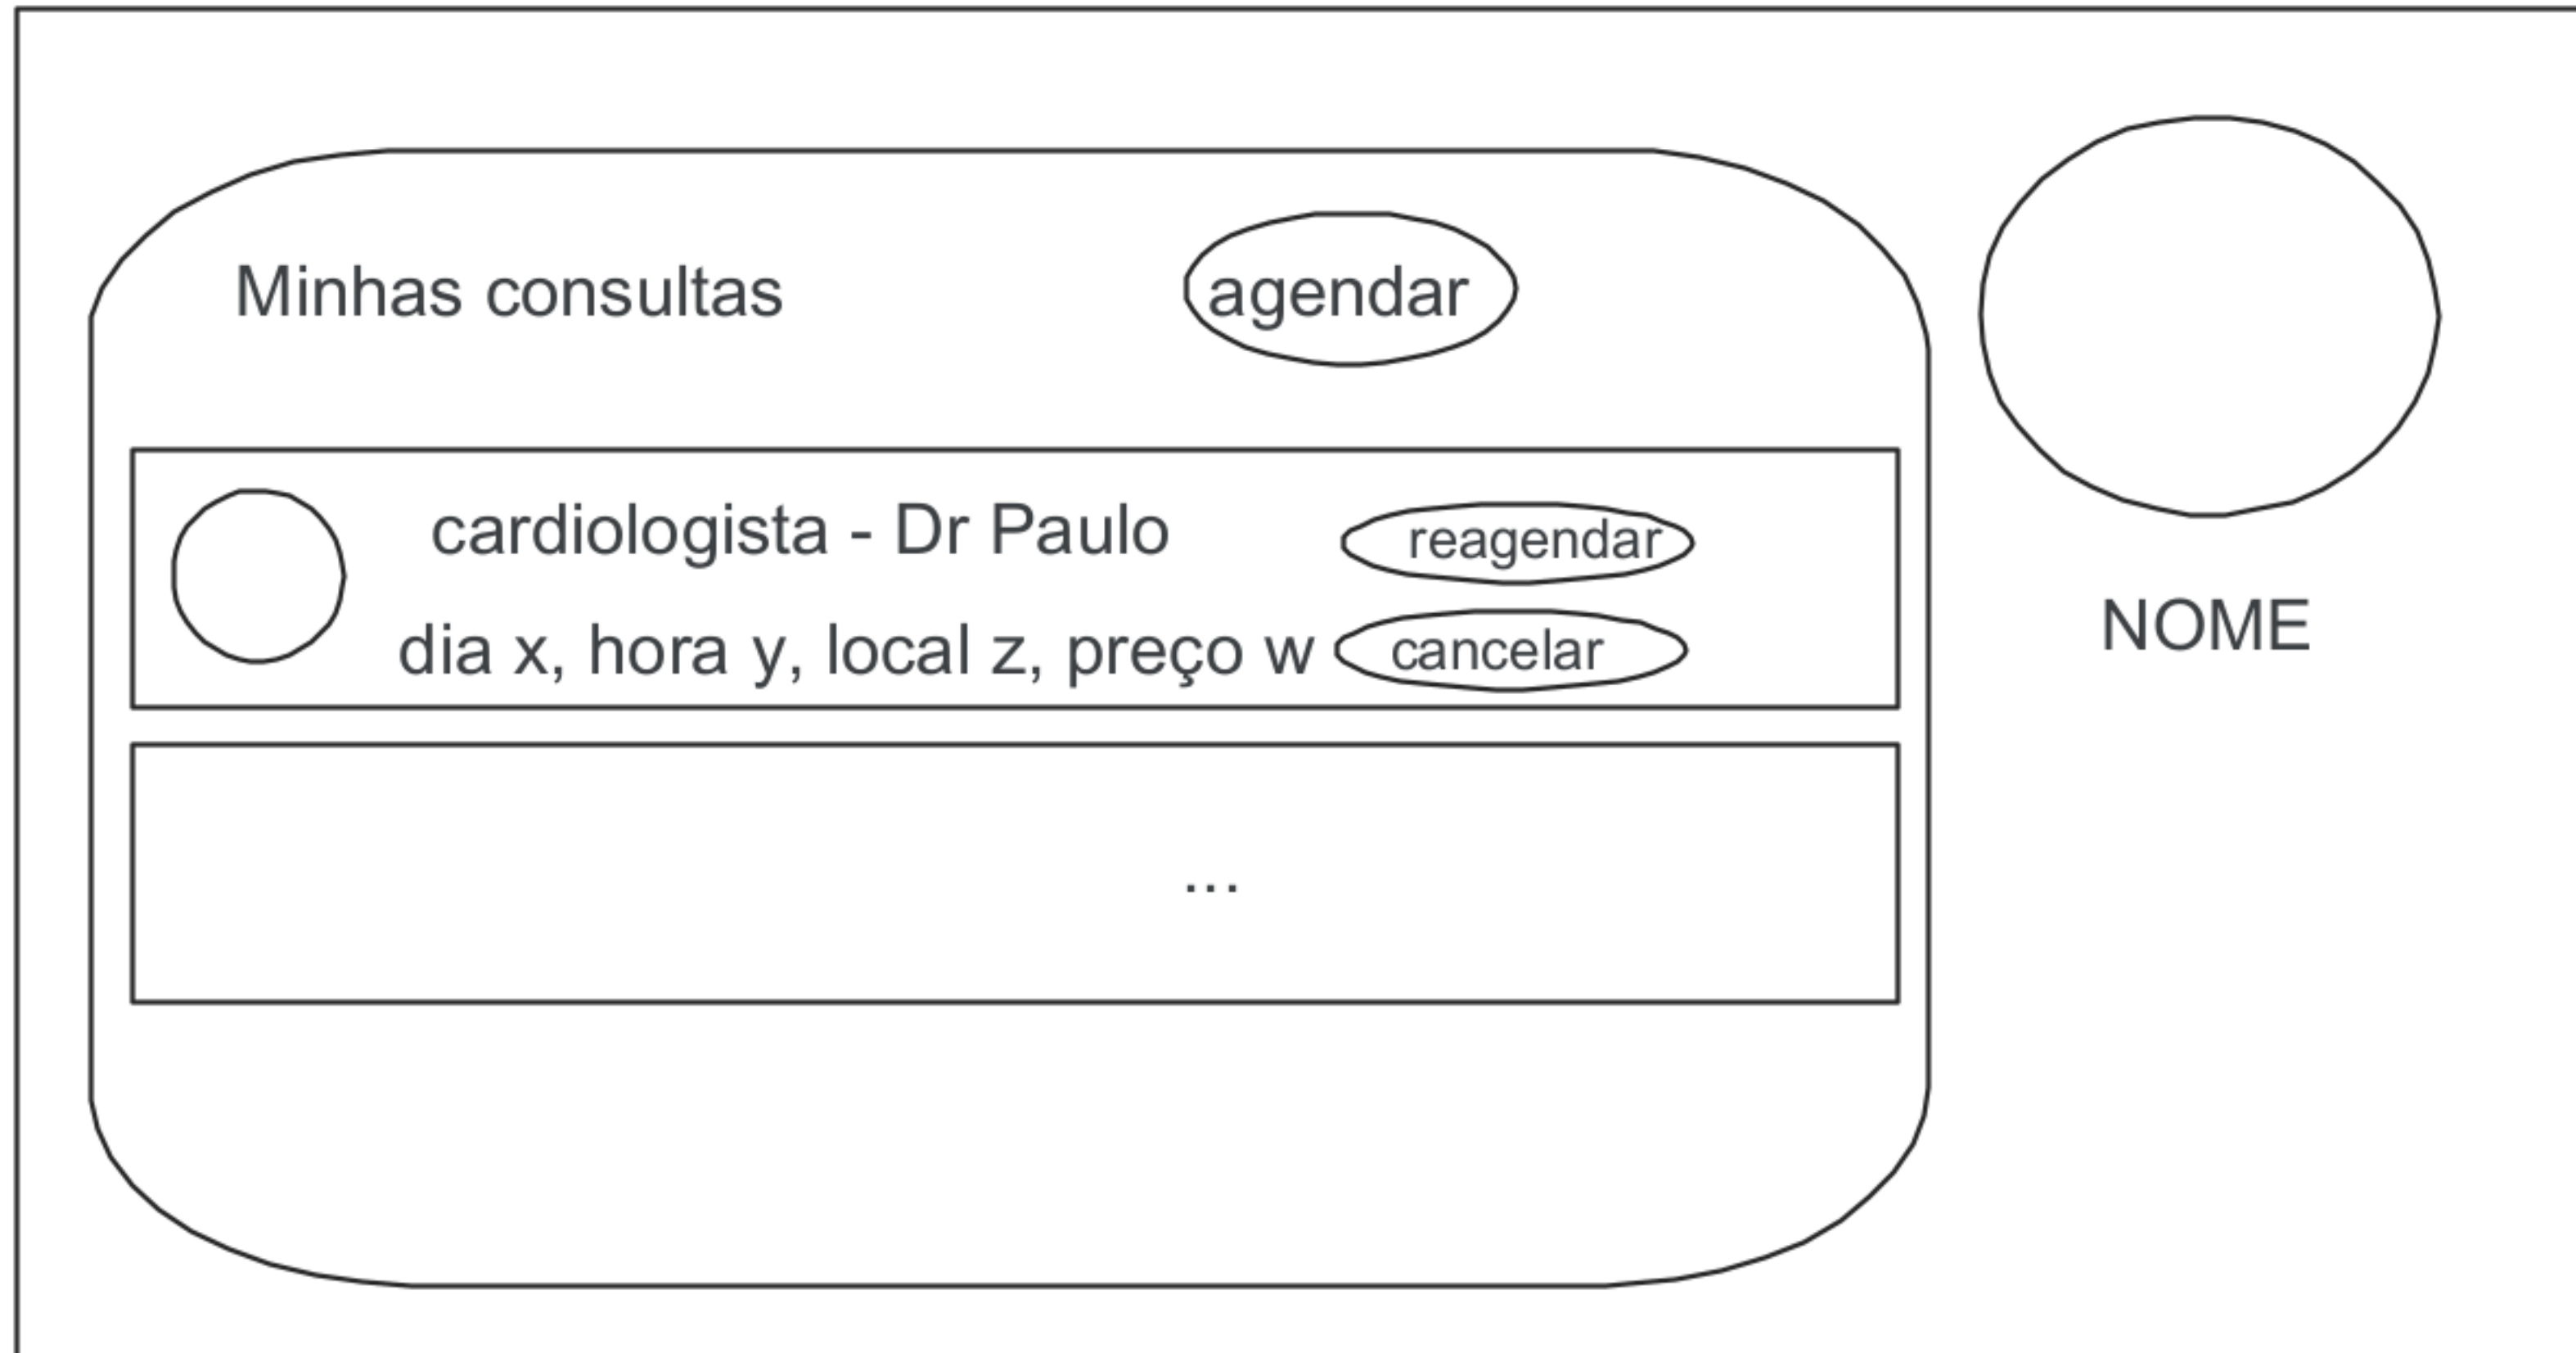 Minhas consultas
agendar
cardiologista - Dr Paulo
reagendar
dia x, hora y, local z, preço w
cancelar
...
NOME